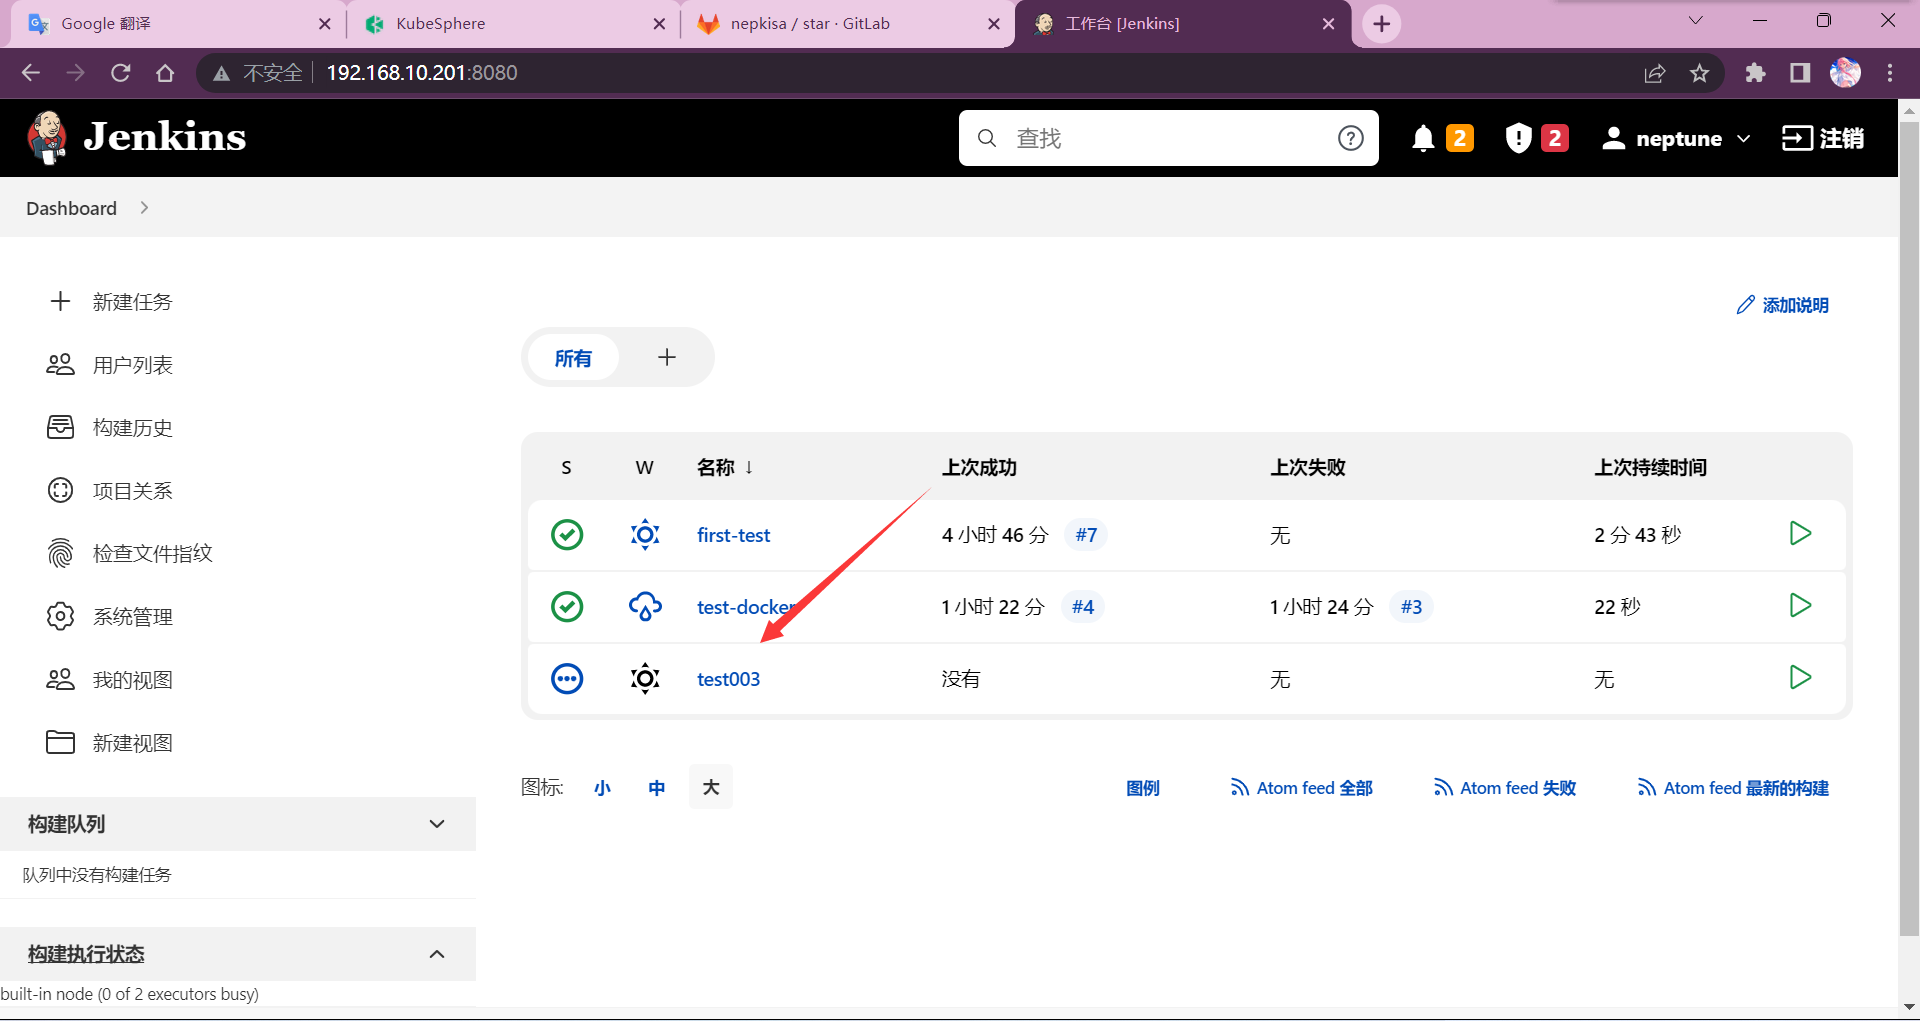 Google 翻译
KubeSphere
nepkisa / star · GitLab
工作台 [Jenkins]
不安全
192.168.10.201:8080
Jenkins
查找
2
2
neptune
注销
Dashboard
新建任务
用户列表
构建历史
项目关系
检查文件指纹
系统管理
我的视图
新建视图
添加说明
所有
S W 名称 ↓ 上次成功 上次失败 上次持续时间
first-test 4 小时 46 分 #7 无 2 分 43 秒
test-docker 1 小时 22 分 #4 1 小时 24 分 #3 22 秒
test003 没有 无 无
图标: 小 中 大
图例 Atom feed 全部 Atom feed 失败 Atom feed 最新的构建
构建队列
队列中没有构建任务
构建执行状态
built-in node (0 of 2 executors busy)